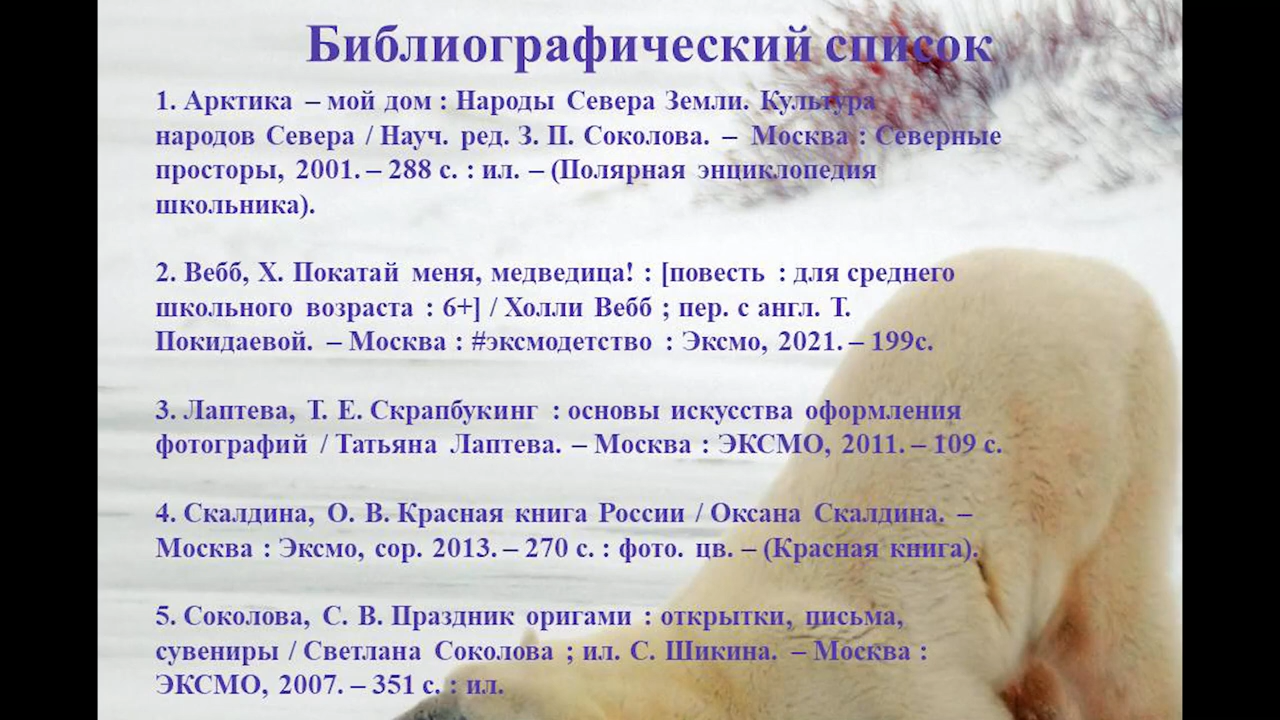 Библиографический список
1. Арктика – мой дом : Народы Севера Земли. Культура
народов Севера / Науч. ред. З. П. Соколова. – Москва : Северные
просторы, 2001. – 288 с. : ил. – (Полярная энциклопедия
школьника).
2. Вебб, Х. Покатай меня, медведица! : [повесть : для среднего
школьного возраста : 6+] / Холли Вебб ; пер. с англ. Т.
Покидаевой. – Москва : #эксмодетство : Эксмо, 2021. – 199с.
3. Лаптева, Т. Е. Скрапбукинг : основы искусства оформления
фотографий / Татьяна Лаптева. – Москва : ЭКСМО, 2011. – 109 с.
4. Скалдина, О. В. Красная книга России / Оксана Скалдина. –
Москва : Эксмо, сор. 2013. – 270 с. : фото. цв. – (Красная книга).
5. Соколова, С. В. Праздник оригами : открытки, письма,
сувениры / Светлана Соколова ; ил. С. Шикина. – Москва :
ЭКСМО, 2007. – 351 с. : ил.